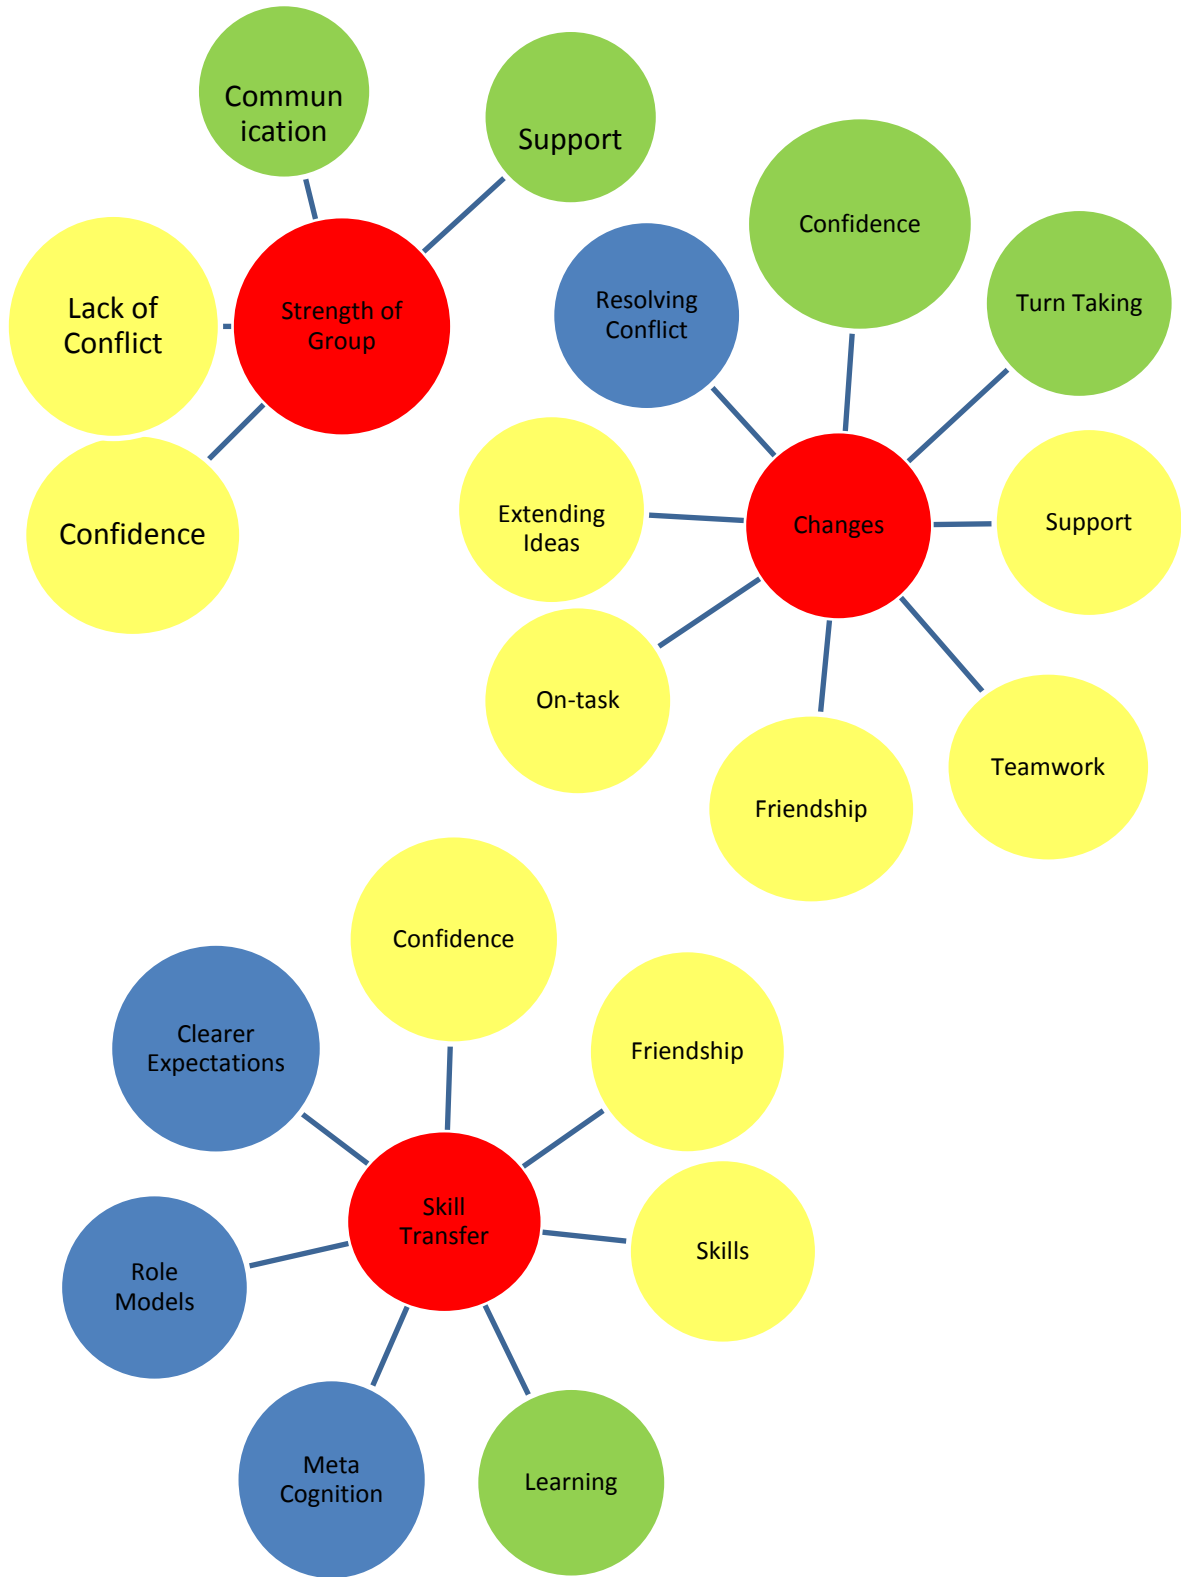 Commun
ication
Support
Lack of
Conflict
Strength of
Group
Confidence
Confidence
Resolving
Conflict
Turn Taking
Extending
Ideas
Changes
Support
On-task
Friendship
Teamwork
Confidence
Clearer
Expectations
Friendship
Skill
Transfer
Skills
Role
Models
Meta
Cognition
Learning